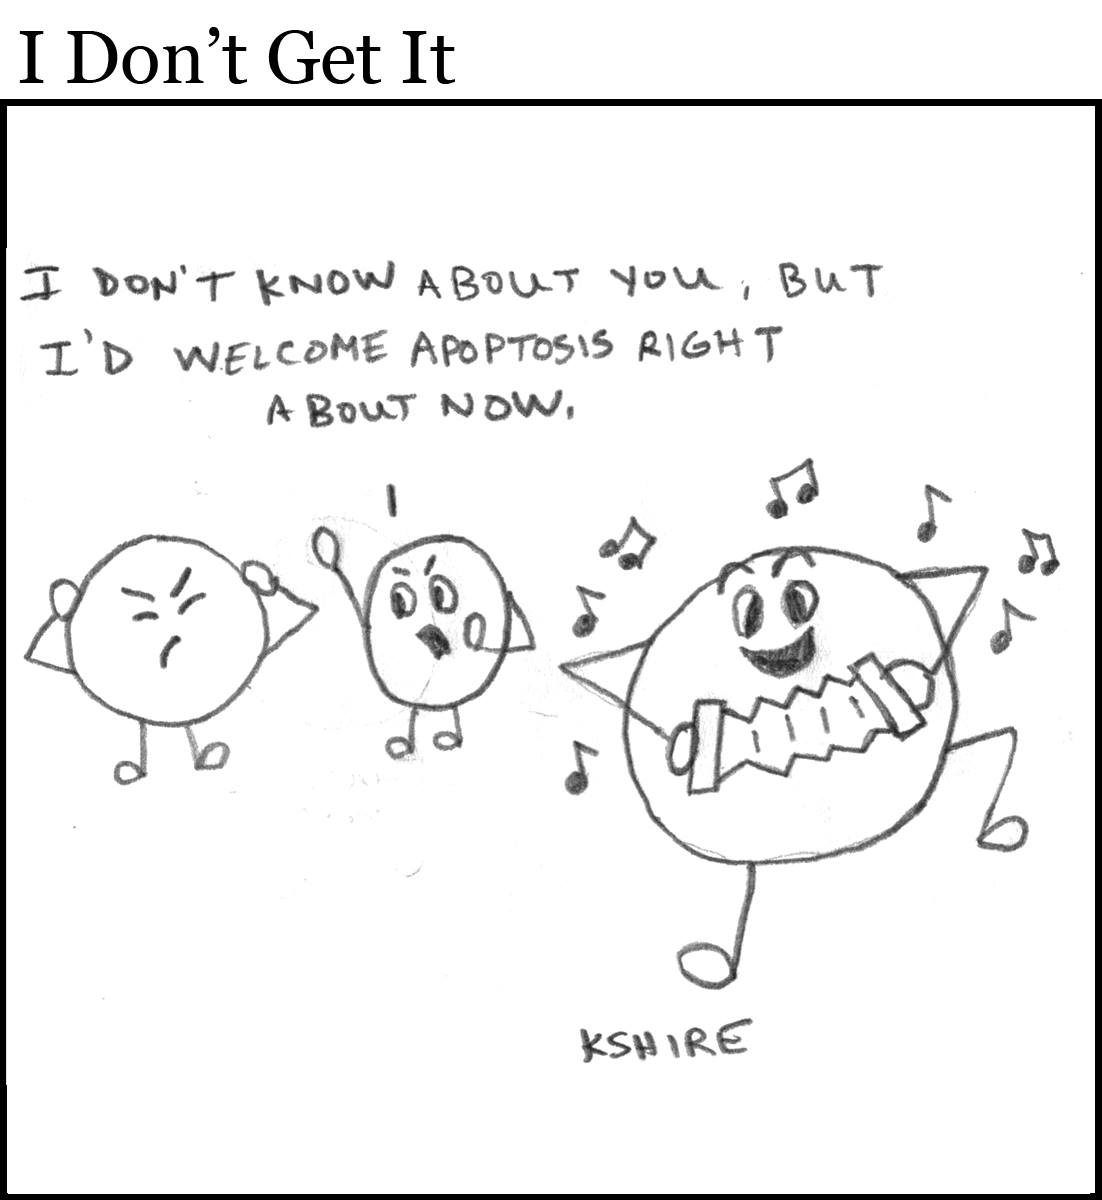 I Don’t Get It
I DON'T KNOW ABOUT YOU, BUT
I'D WELCOME APOPTOSIS RIGHT
ABOUT NOW.
KSHIRE